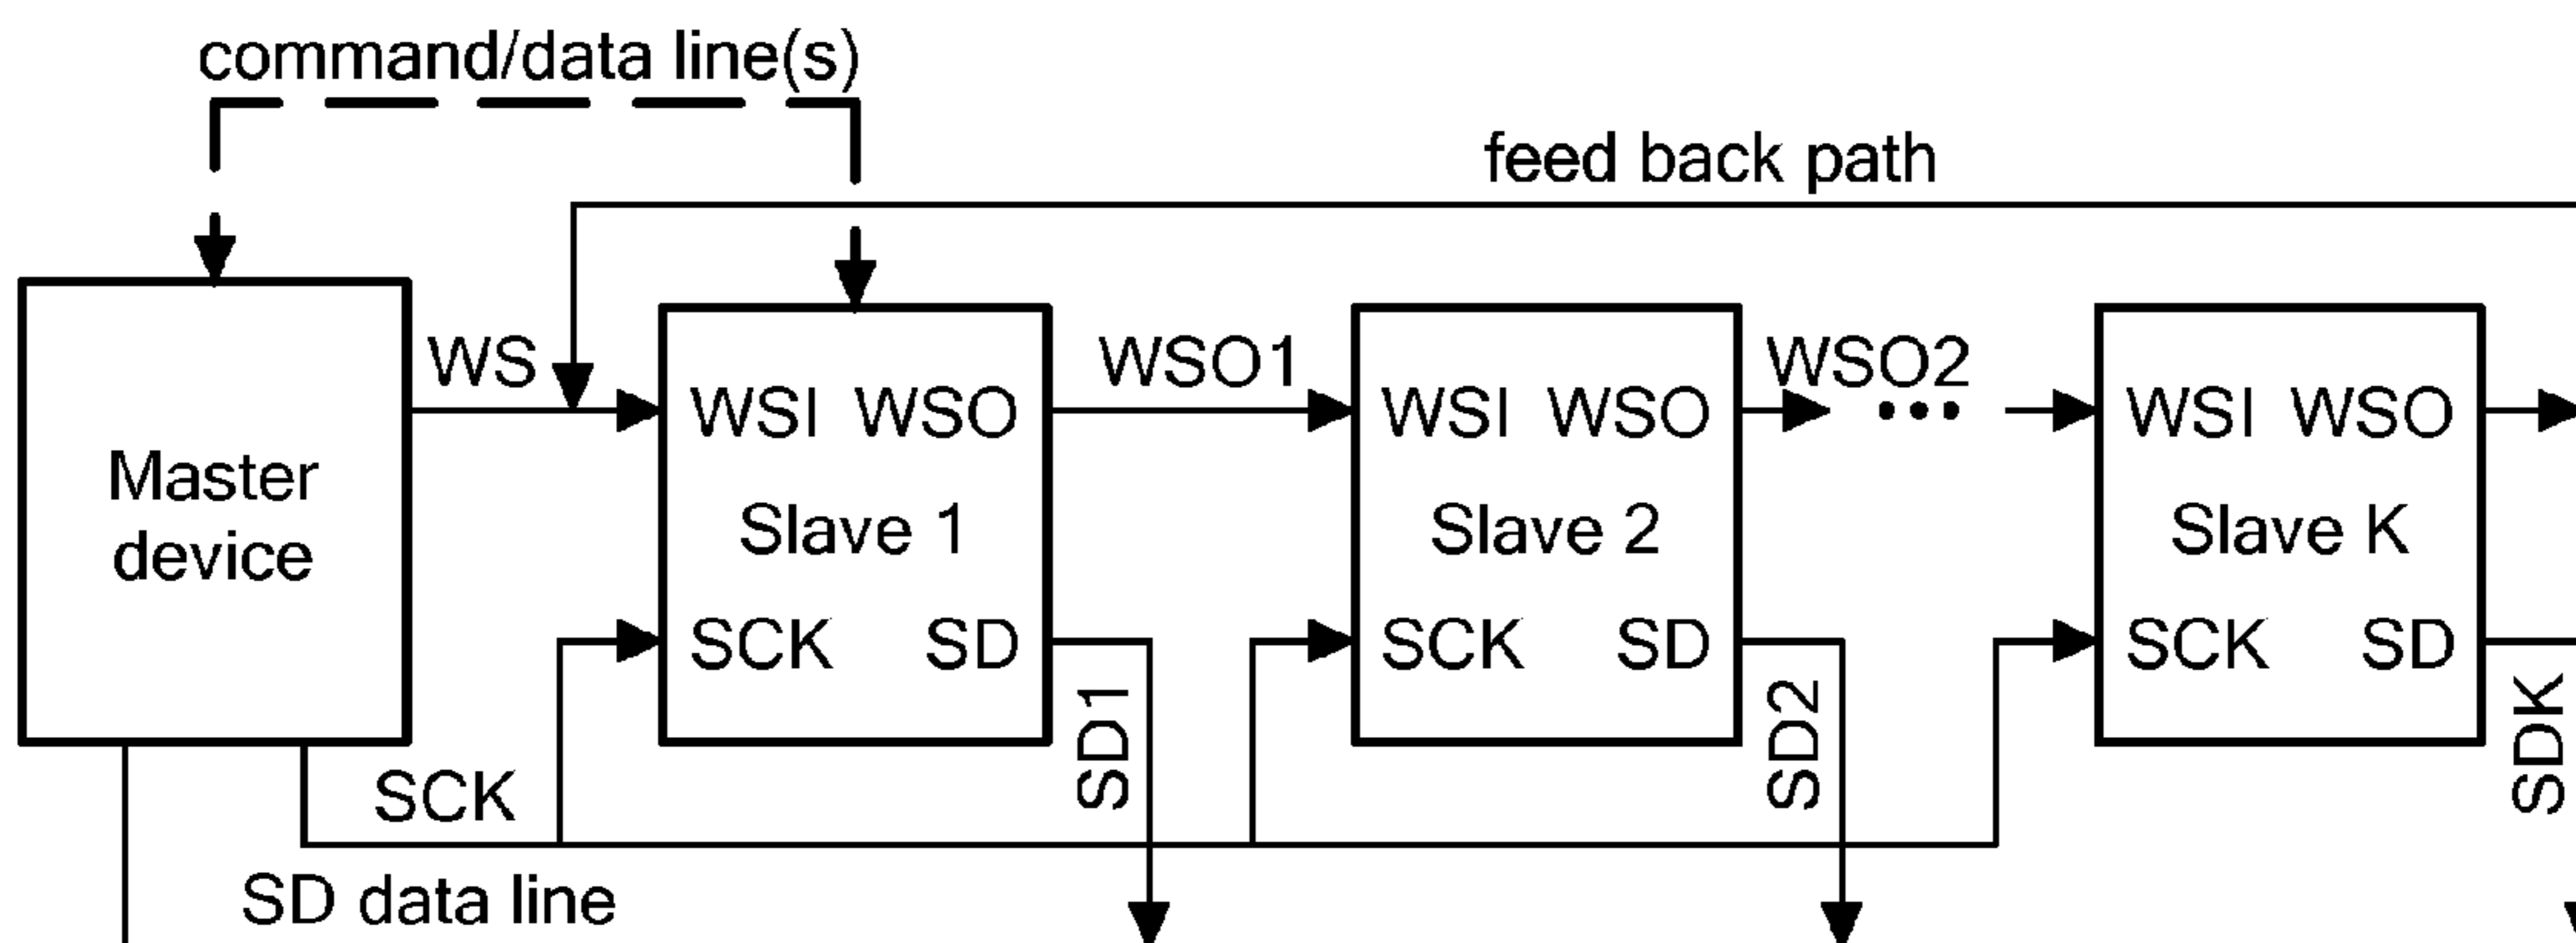 command/data line(s)
feed back path
WS
WSO1
WSO2
WSI WSO
WSI WSO
WSI WSO
Master
device
Slave 1
Slave 2
Slave K
SCK SD
SCK SD
SCK SD
SD1
SD2
SDK
SCK
SD data line